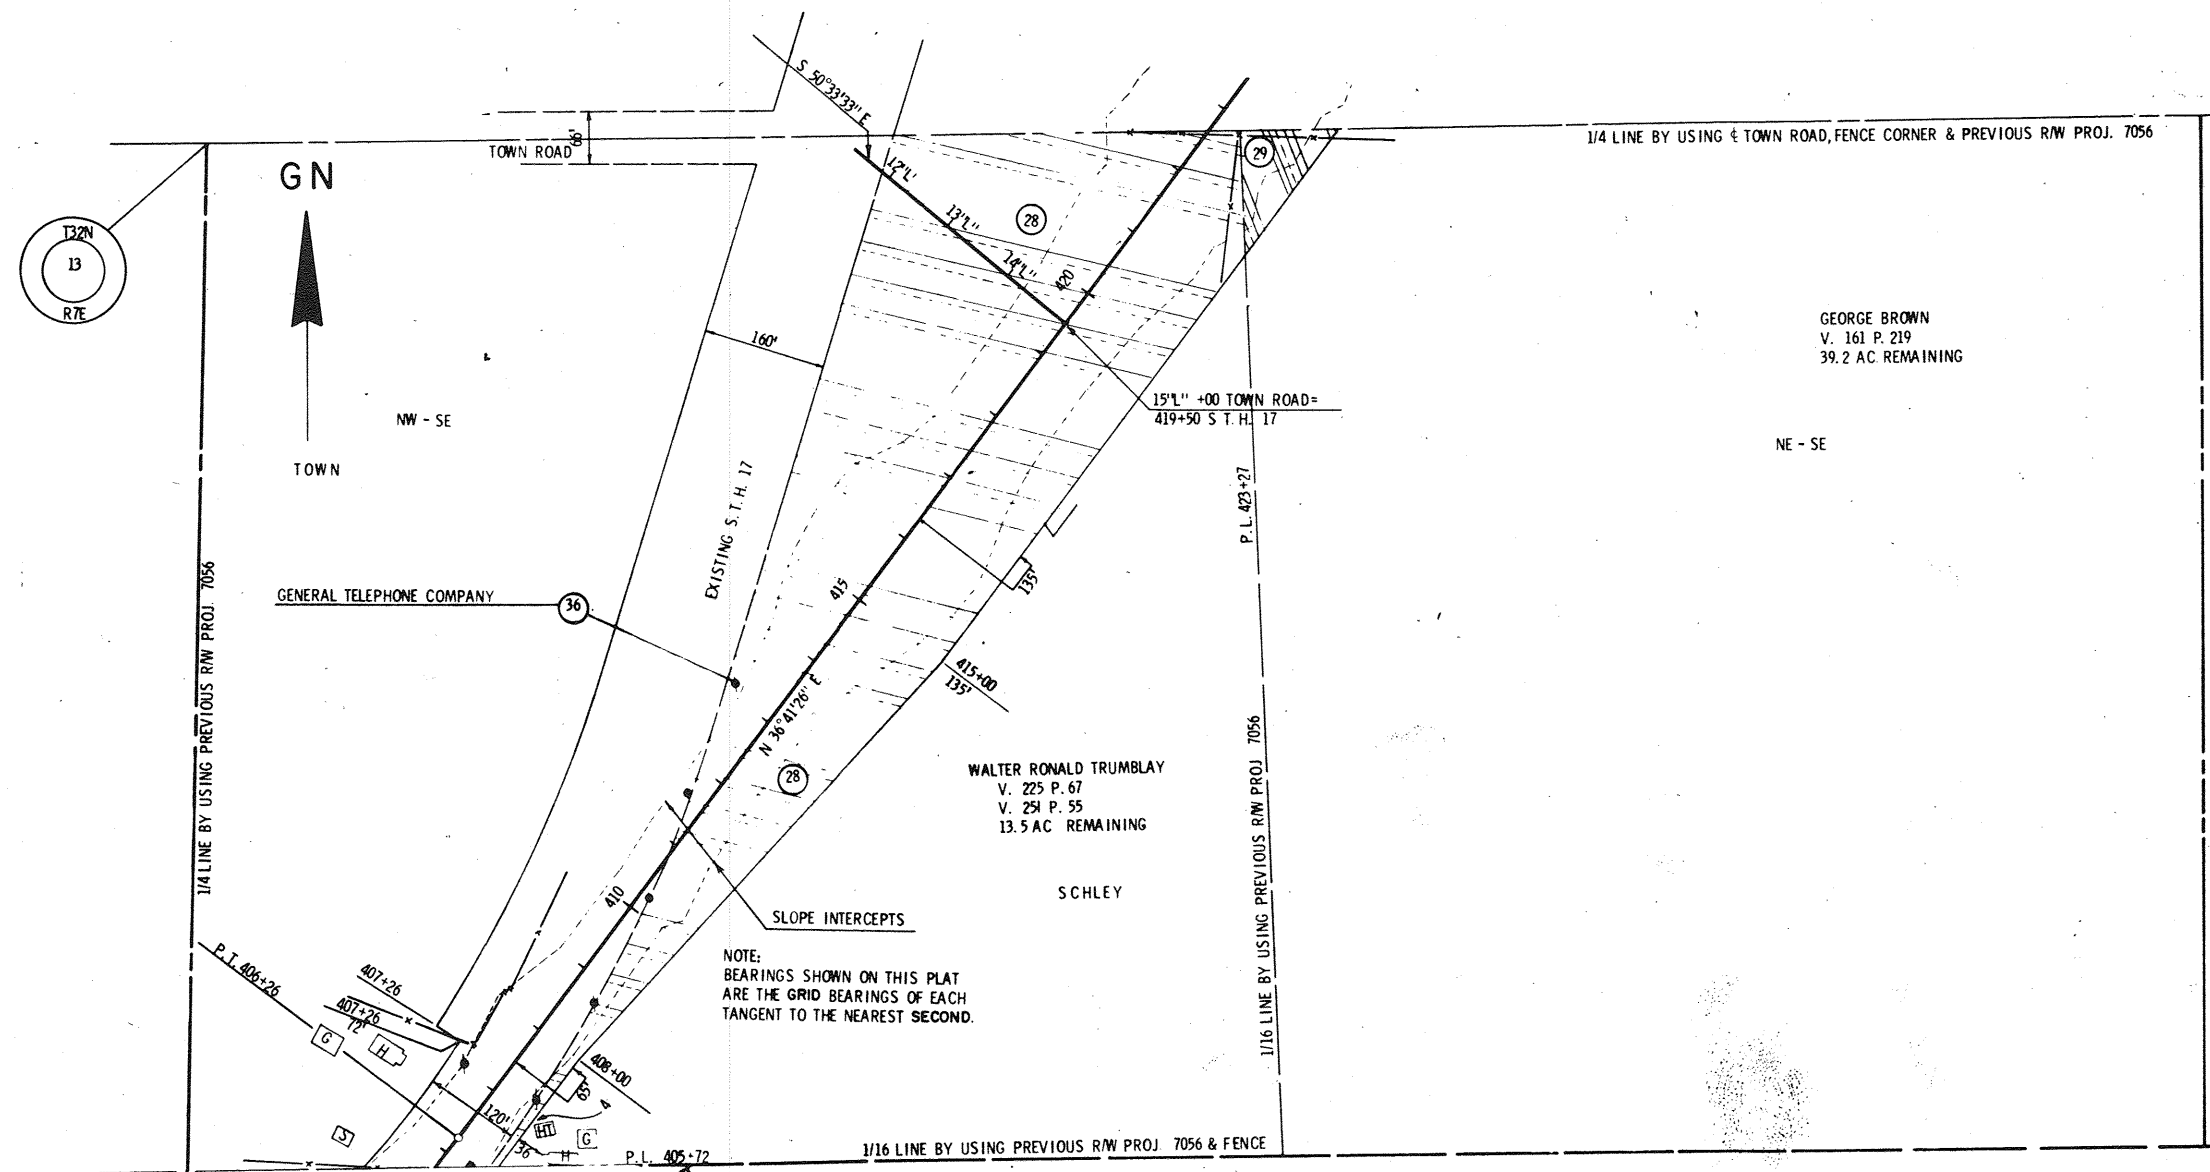 S 50°33'33" E
66'
TOWN ROAD
1/4 LINE BY USING ℄ TOWN ROAD, FENCE CORNER & PREVIOUS R/W PROJ. 7056
29
GN
12"L"
13"L"
28
14"L"
420
T32N
13
R7E
160'
GEORGE BROWN
V. 161 P. 219
39.2 AC. REMAINING
15"L" +00 TOWN ROAD=
419+50 S.T.H. 17
NW - SE
NE - SE
TOWN
P.L. 423+27
EXISTING S.T.H. 17
135'
415
GENERAL TELEPHONE COMPANY
36
1/4 LINE BY USING PREVIOUS R/W PROJ. 7056
415+00
135'
N 36°41'26" E
28
WALTER RONALD TRUMBLAY
V. 225 P. 67
V. 251 P. 55
13.5 AC REMAINING
1/16 LINE BY USING PREVIOUS R/W PROJ 7056
SCHLEY
410
SLOPE INTERCEPTS
NOTE:
BEARINGS SHOWN ON THIS PLAT
ARE THE GRID BEARINGS OF EACH
TANGENT TO THE NEAREST SECOND.
P.T. 406+26
407+26
407+26
72'
G
H
408+00
65'
4
120'
S
HT
G
36
H
P.L. 405+72
1/16 LINE BY USING PREVIOUS R/W PROJ 7056 & FENCE